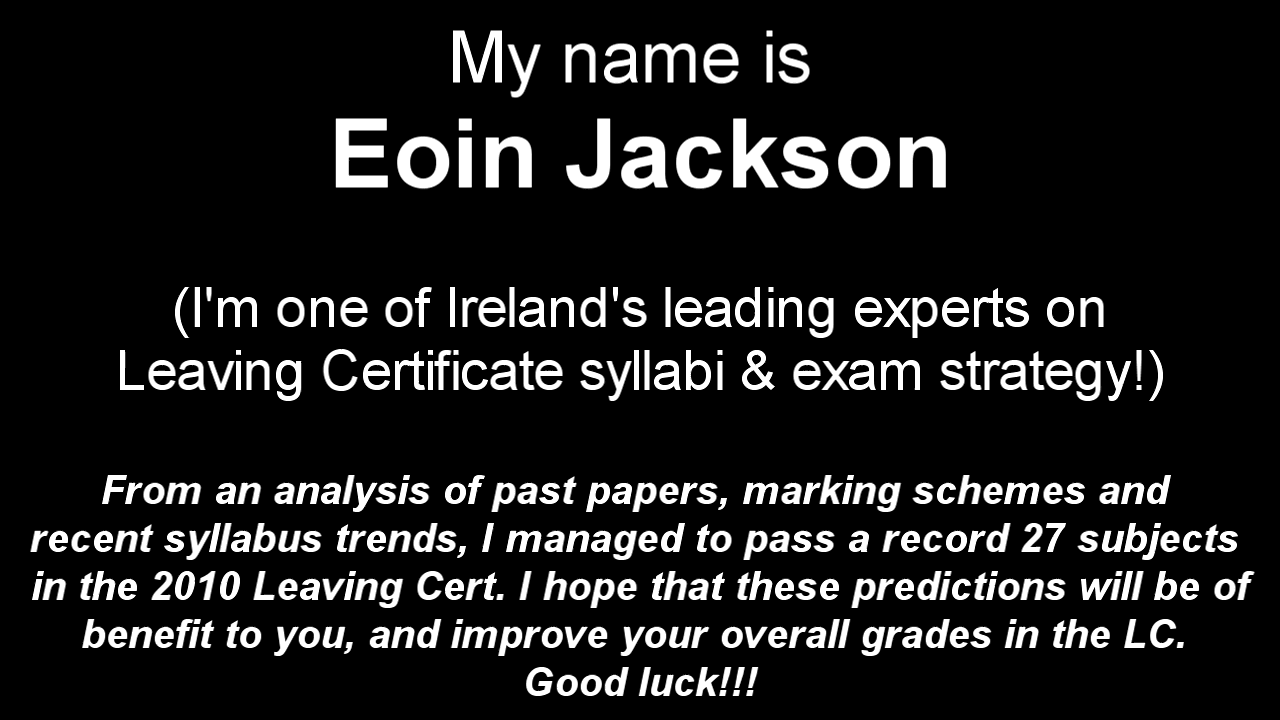 My name is
Eoin Jackson
(I'm one of Ireland's leading experts on
Leaving Certificate syllabi & exam strategy!)
From an analysis of past papers, marking schemes and
recent syllabus trends, I managed to pass a record 27 subjects
in the 2010 Leaving Cert. I hope that these predictions will be of
benefit to you, and improve your overall grades in the LC.
Good luck!!!